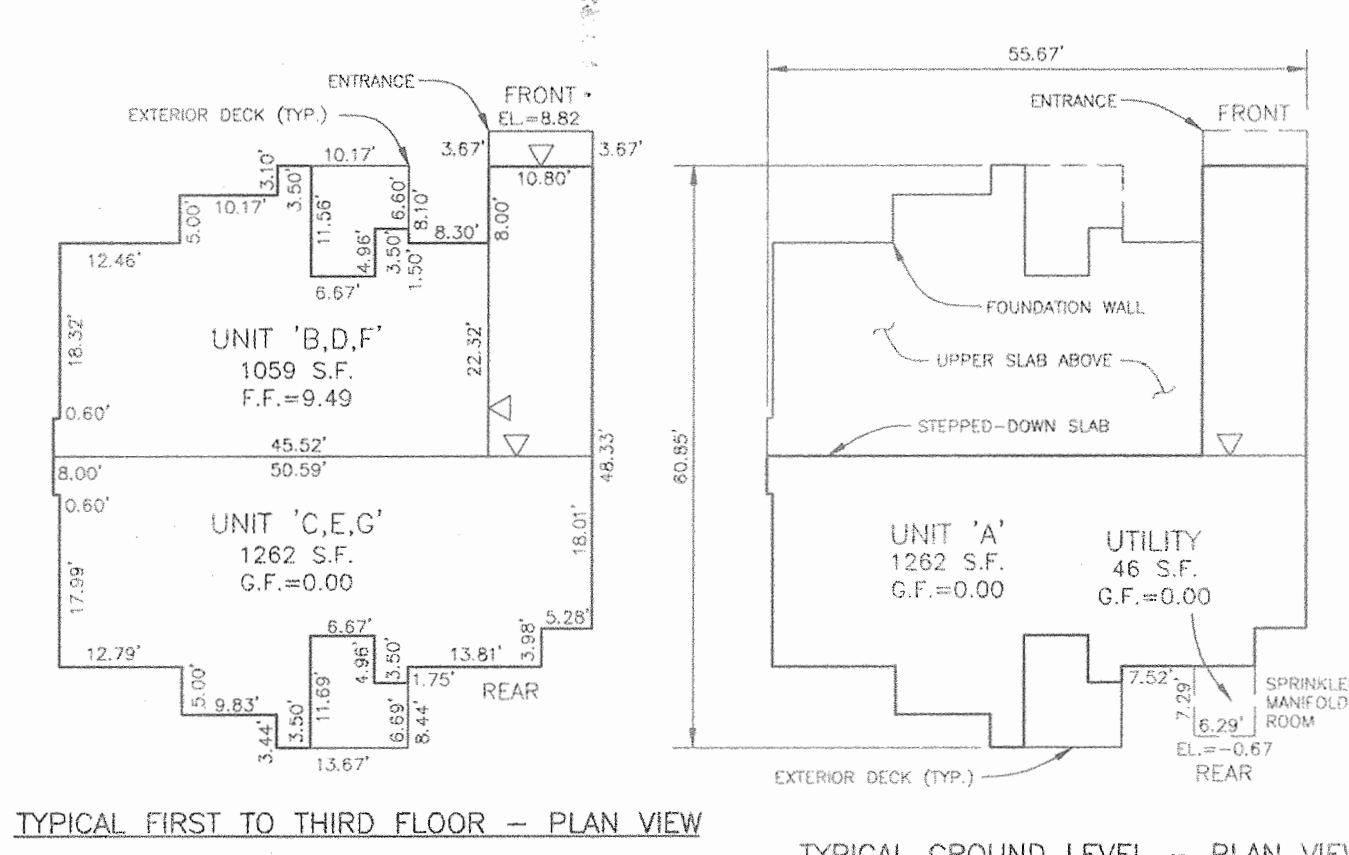 ENTRANCE
EXTERIOR DECK (TYP.)
FRONT
EL.=8.82
3.67'
3.67'
10.80'
10.17'
3.10'
3.50'
10.17'
5.00'
11.56'
6.60'
8.10'
8.00'
8.30'
4.96'
3.50'
1.50'
12.46'
6.67'
18.32'
UNIT 'B,D,F'
1059 S.F.
F.F.=9.49
22.32'
0.60'
45.52'
8.00'
50.59'
48.33'
0.60'
UNIT 'C,E,G'
1262 S.F.
G.F.=0.00
18.01'
17.99'
6.67'
5.28'
12.79'
4.96'
3.50'
13.81'
3.98'
5.00'
11.69'
1.75'
REAR
9.83'
3.44'
3.50'
6.69'
8.44'
13.67'
TYPICAL FIRST TO THIRD FLOOR – PLAN VIEW
55.67'
ENTRANCE
FRONT
FOUNDATION WALL
UPPER SLAB ABOVE
STEPPED-DOWN SLAB
60.85'
UNIT 'A'
1262 S.F.
G.F.=0.00
UTILITY
46 S.F.
G.F.=0.00
7.52'
7.29'
6.29'
SPRINKLE
MANIFOLD
ROOM
EL.=-0.67
REAR
EXTERIOR DECK (TYP.)
TYPICAL GROUND LEVEL – PLAN VIEW